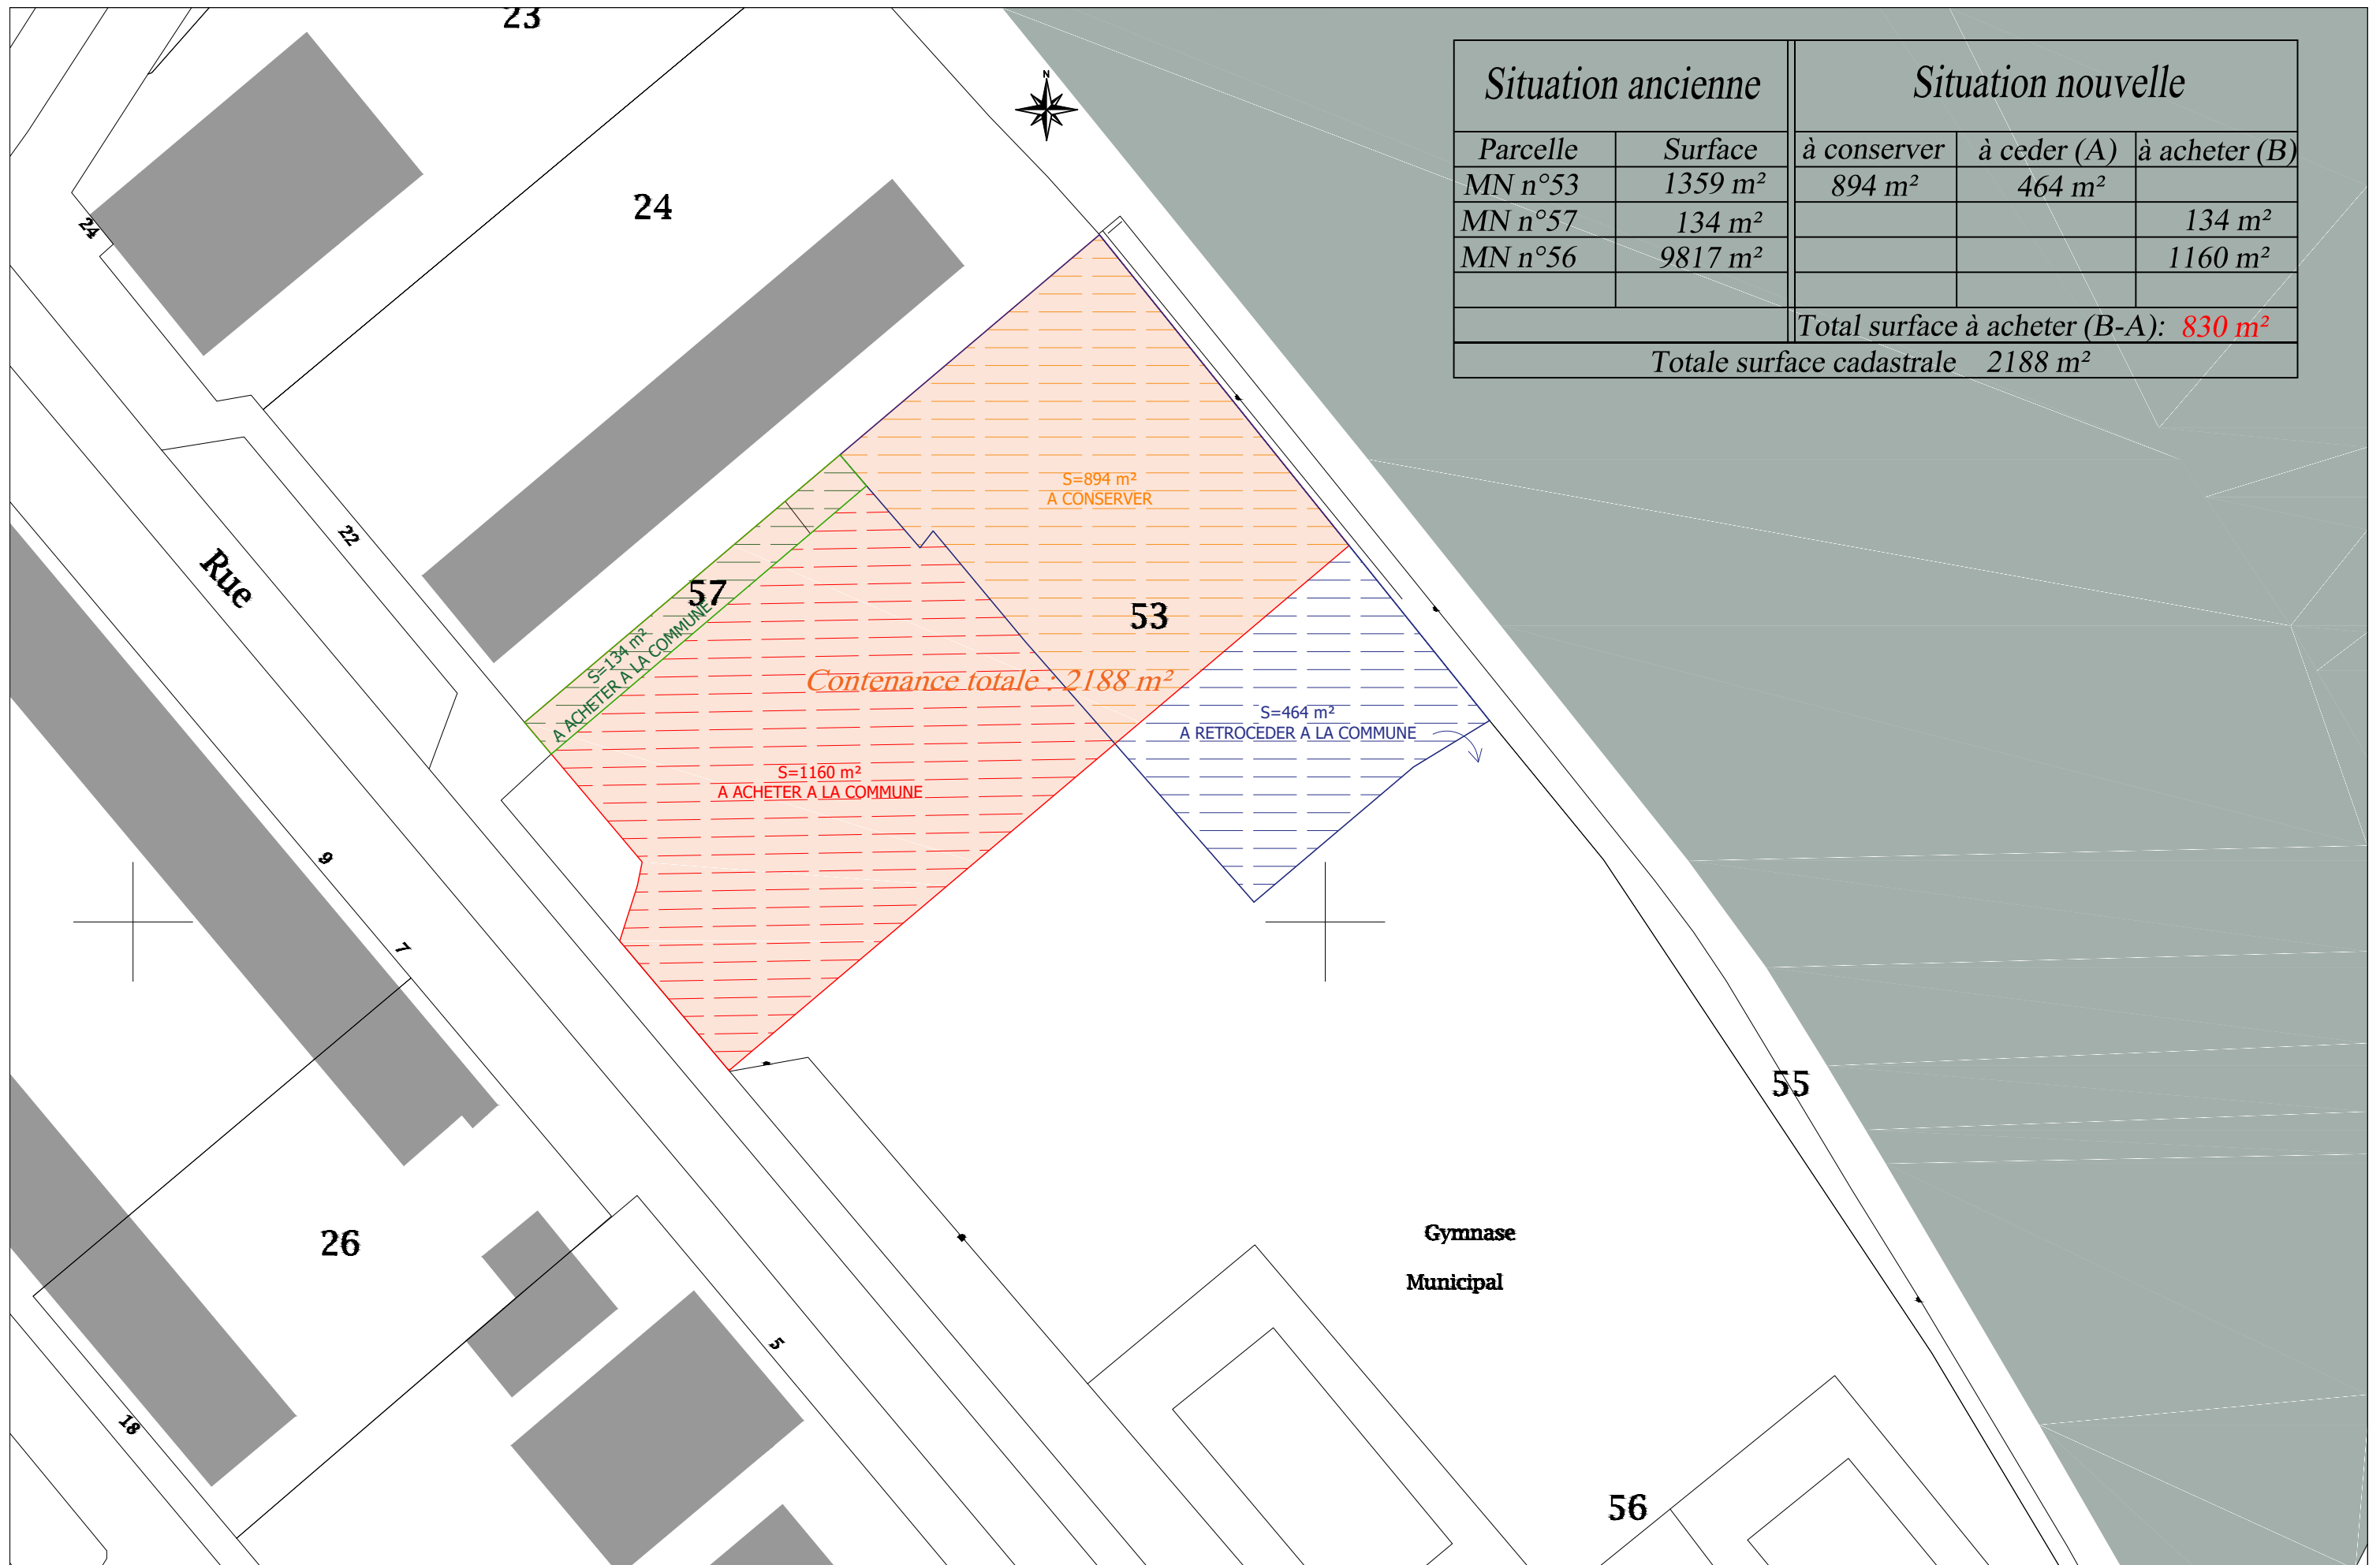 23
N
Situation ancienne Situation nouvelle
Parcelle Surface à conserver à ceder (A) à acheter (B)
MN n°53 1359 m² 894 m² 464 m²
MN n°57 134 m² 134 m²
MN n°56 9817 m² 1160 m²
Total surface à acheter (B-A): 830 m²
Totale surface cadastrale 2188 m²
24
24
22
Rue
S=894 m²
A CONSERVER
57
53
S=134 m²
A ACHETER A LA COMMUNE
Contenance totale : 2188 m²
S=464 m²
A RETROCEDER A LA COMMUNE
S=1160 m²
A ACHETER A LA COMMUNE
9
7
55
26
Gymnase
Municipal
5
18
56